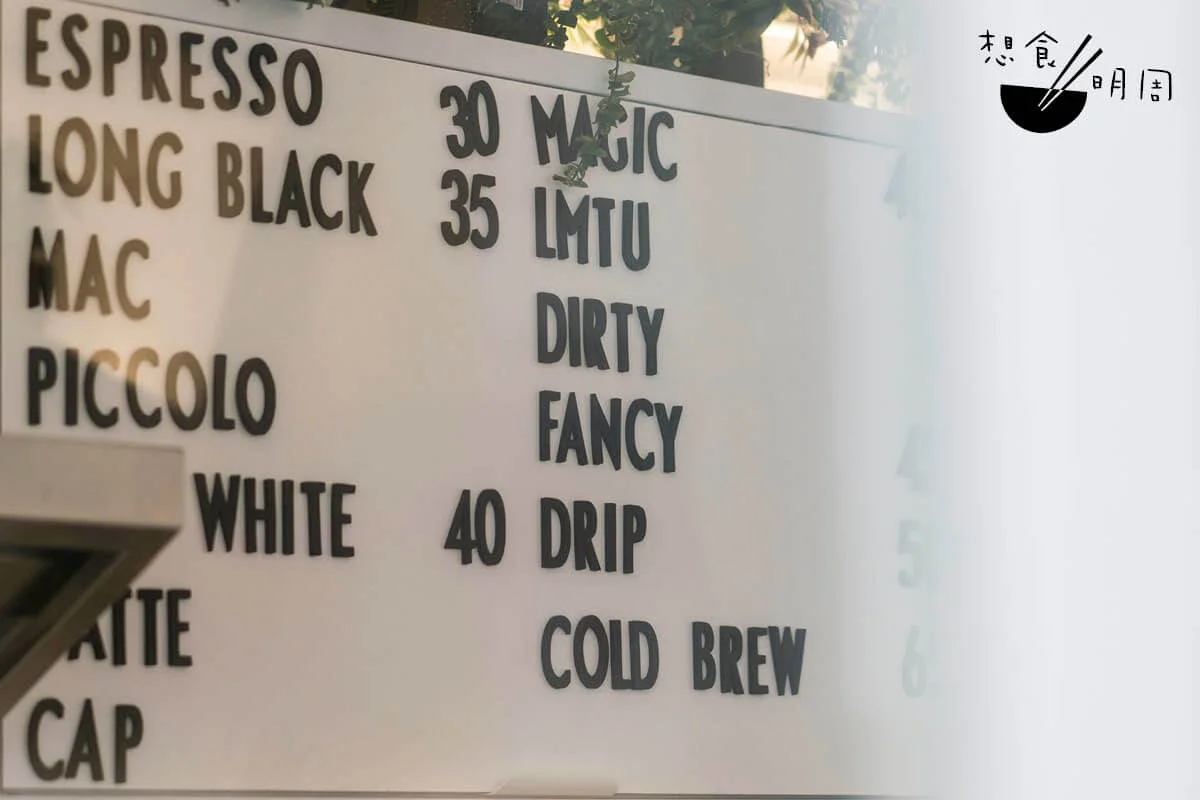 ESPRESSO 30
LONG BLACK 35
MAC
PICCOLO
WHITE 40
CAP
MAGIC
LMTU
DIRTY
FANCY
DRIP
COLD BREW
想食明周